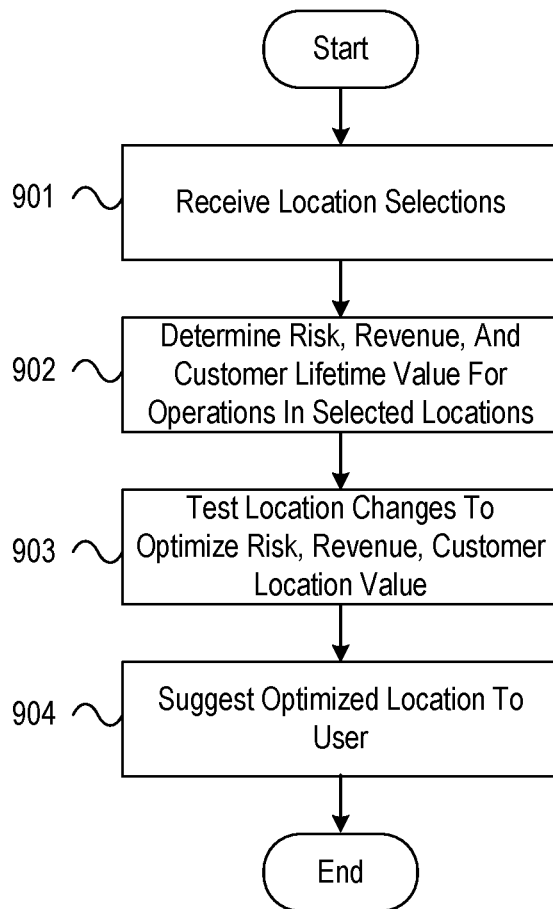 Start
901
Receive Location Selections
902
Determine Risk, Revenue, And
Customer Lifetime Value For
Operations In Selected Locations
903
Test Location Changes To
Optimize Risk, Revenue, Customer
Location Value
904
Suggest Optimized Location To
User
End